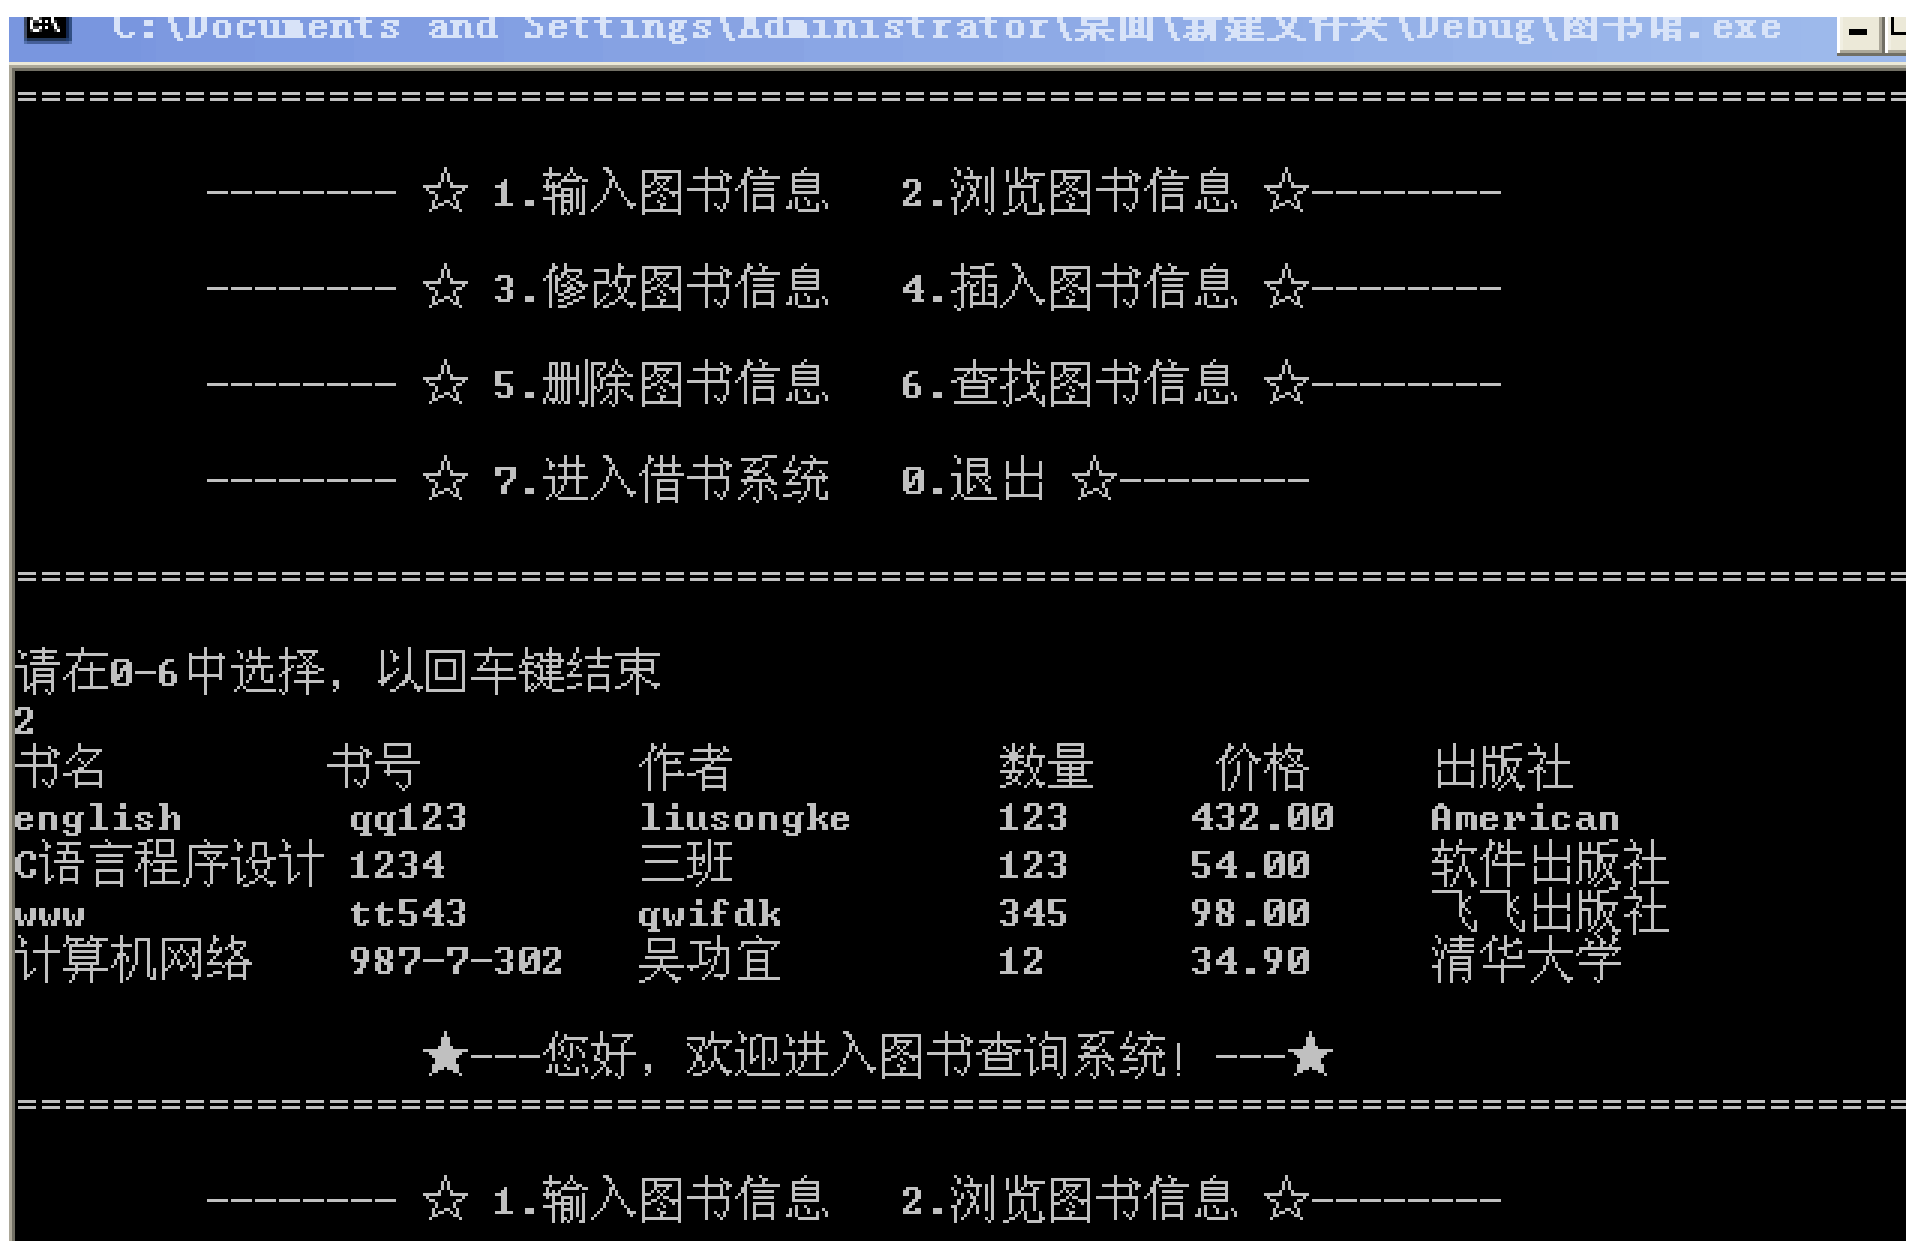 C:\Documents and Settings\Administrator\桌面\新建文件夹\Debug\图书馆.exe
================================================================================
-------- ☆ 1.输入图书信息   2.浏览图书信息 ☆--------
-------- ☆ 3.修改图书信息   4.插入图书信息 ☆--------
-------- ☆ 5.删除图书信息   6.查找图书信息 ☆--------
-------- ☆ 7.进入借书系统   0.退出 ☆--------
================================================================================
请在0-6中选择，以回车键结束
2
书名 书号 作者 数量 价格 出版社
english qq123 liusongke 123 432.00 American
C语言程序设计 1234 三班 123 54.00 软件出版社
www tt543 qwifdk 345 98.00 飞飞出版社
计算机网络 987-7-302 吴功宜 12 34.90 清华大学
★---您好，欢迎进入图书查询系统！---★
================================================================================
-------- ☆ 1.输入图书信息   2.浏览图书信息 ☆--------